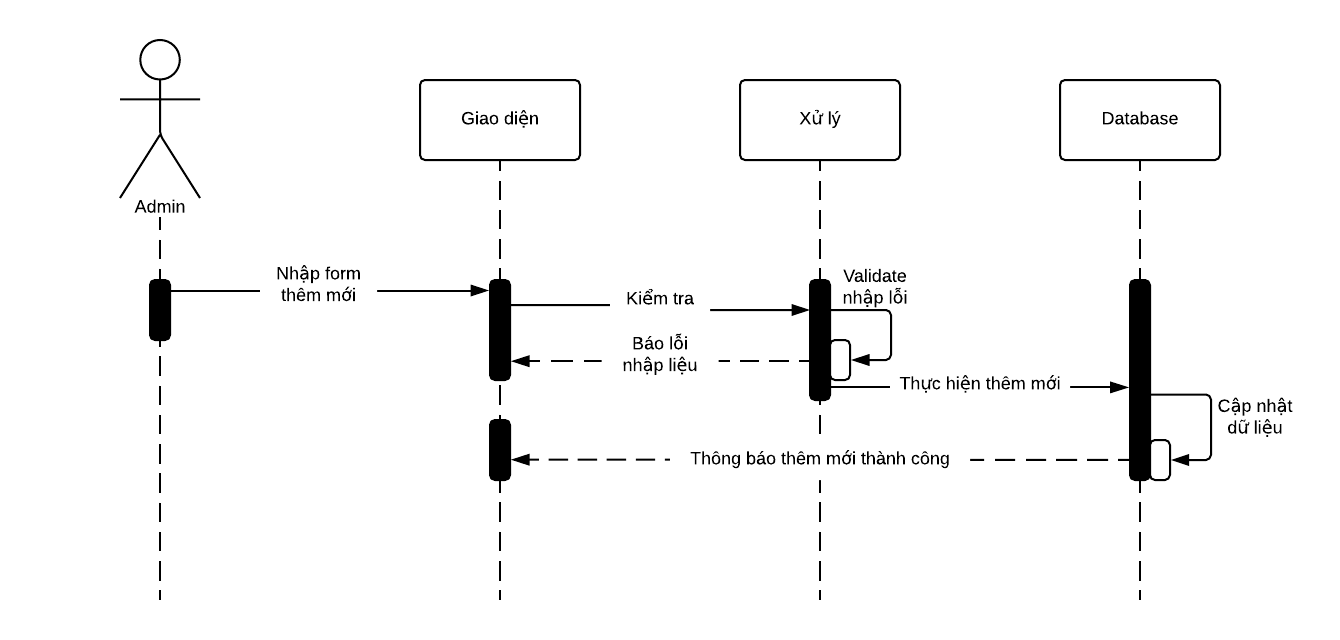 Giao diện
Xử lý
Database
Admin
Nhập form
thêm mới
Kiểm tra
Validate
nhập lỗi
Báo lỗi
nhập liệu
Thực hiện thêm mới
Cập nhật
dữ liệu
Thông báo thêm mới thành công